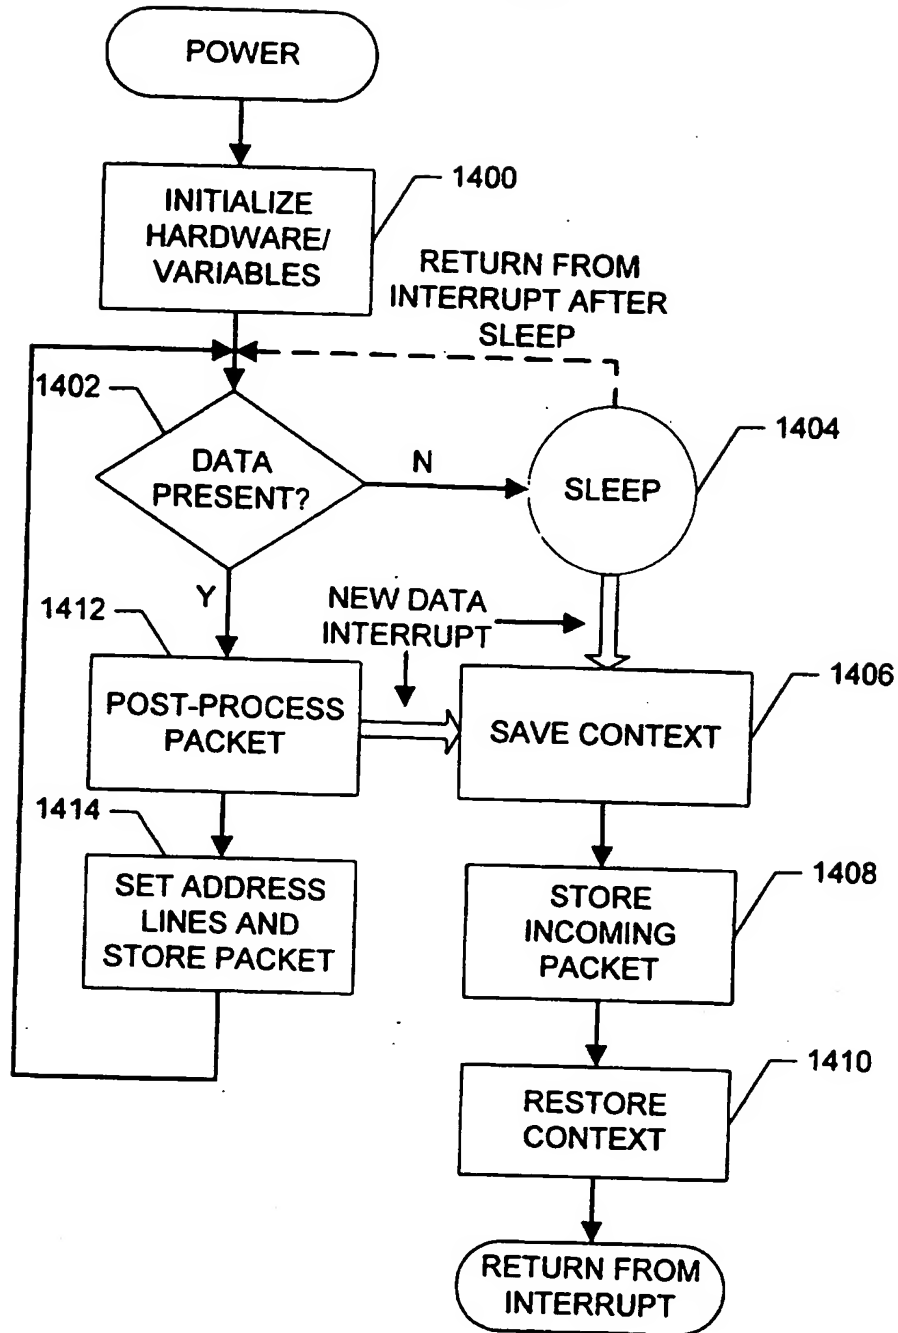 POWER
INITIALIZE
HARDWARE/
VARIABLES
1400
RETURN FROM
INTERRUPT AFTER
SLEEP
1402
DATA
PRESENT?
N
SLEEP
1404
Y
NEW DATA
INTERRUPT
1412
POST-PROCESS
PACKET
SAVE CONTEXT
1406
1414
SET ADDRESS
LINES AND
STORE PACKET
STORE
INCOMING
PACKET
1408
RESTORE
CONTEXT
1410
RETURN FROM
INTERRUPT